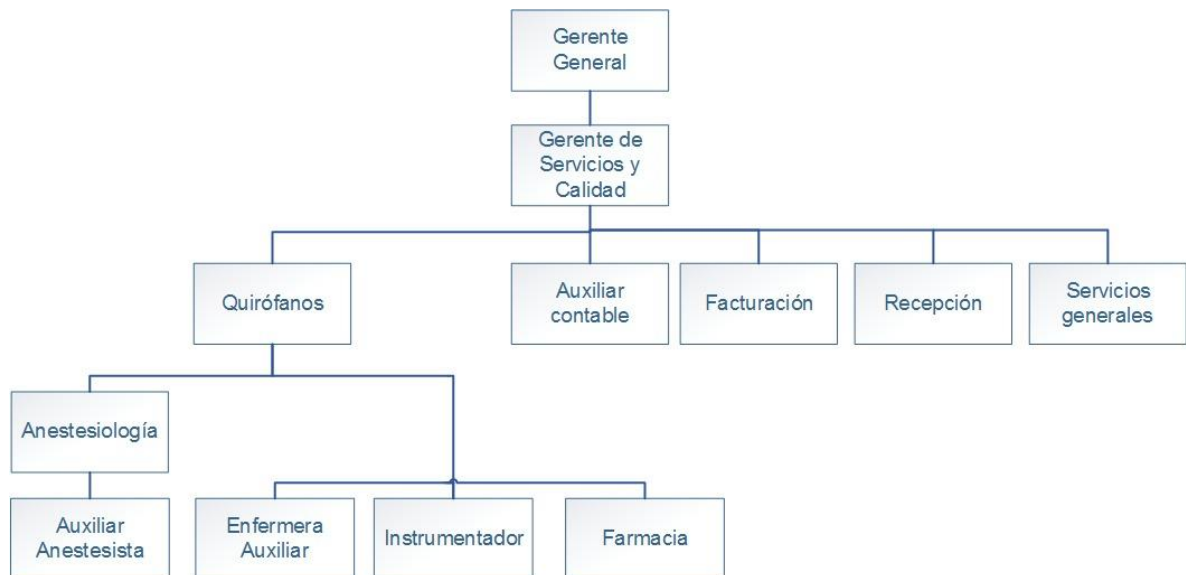 Gerente
General
Gerente de
Servicios y
Calidad
Quirófanos
Auxiliar
contable
Facturación
Recepción
Servicios
generales
Anestesiología
Auxiliar
Anestesista
Enfermera
Auxiliar
Instrumentador
Farmacia